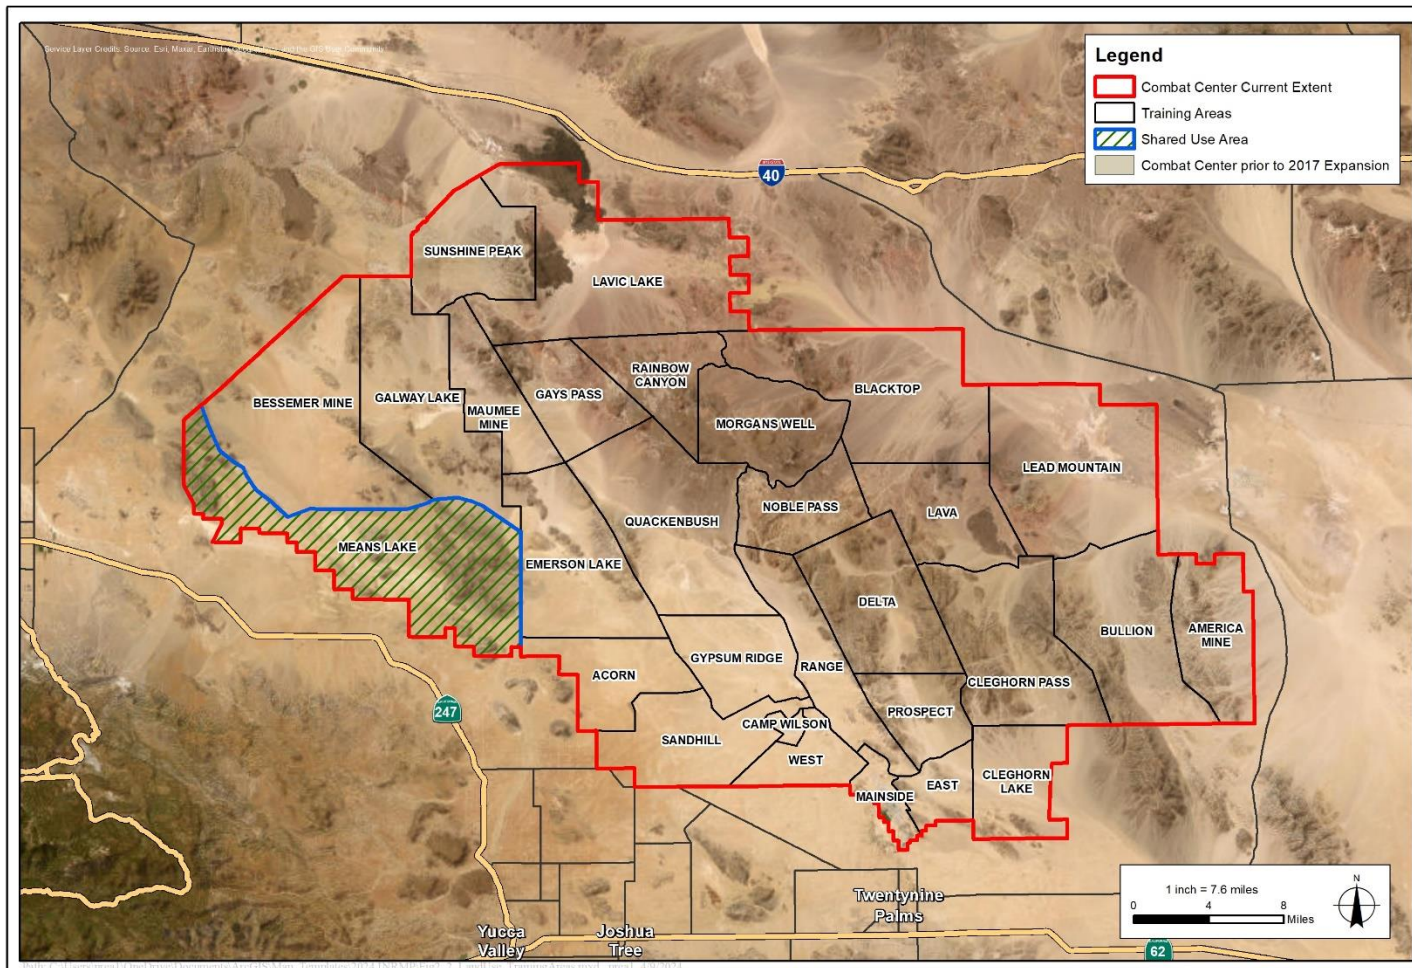 Legend
Combat Center Current Extent
Training Areas
Shared Use Area
Combat Center prior to 2017 Expansion
40
SUNSHINE PEAK
LAVIC LAKE
RAINBOW
CANYON
BLACKTOP
GAYS PASS
BESSEMER MINE
GALWAY LAKE
MAUMEE
MINE
MORGANS WELL
LEAD MOUNTAIN
NOBLE PASS
LAVA
QUACKENBUSH
MEANS LAKE
EMERSON LAKE
DELTA
BULLION
AMERICA
MINE
GYPSUM RIDGE
RANGE
ACORN
CLEGHORN PASS
PROSPECT
247
CAMP WILSON
SANDHILL
WEST
CLEGHORN
LAKE
EAST
MAINSIDE
1 inch = 7.6 miles
N
0 4 8
Miles
Twentynine
Palms
Yucca
Valley
Joshua
Tree
62